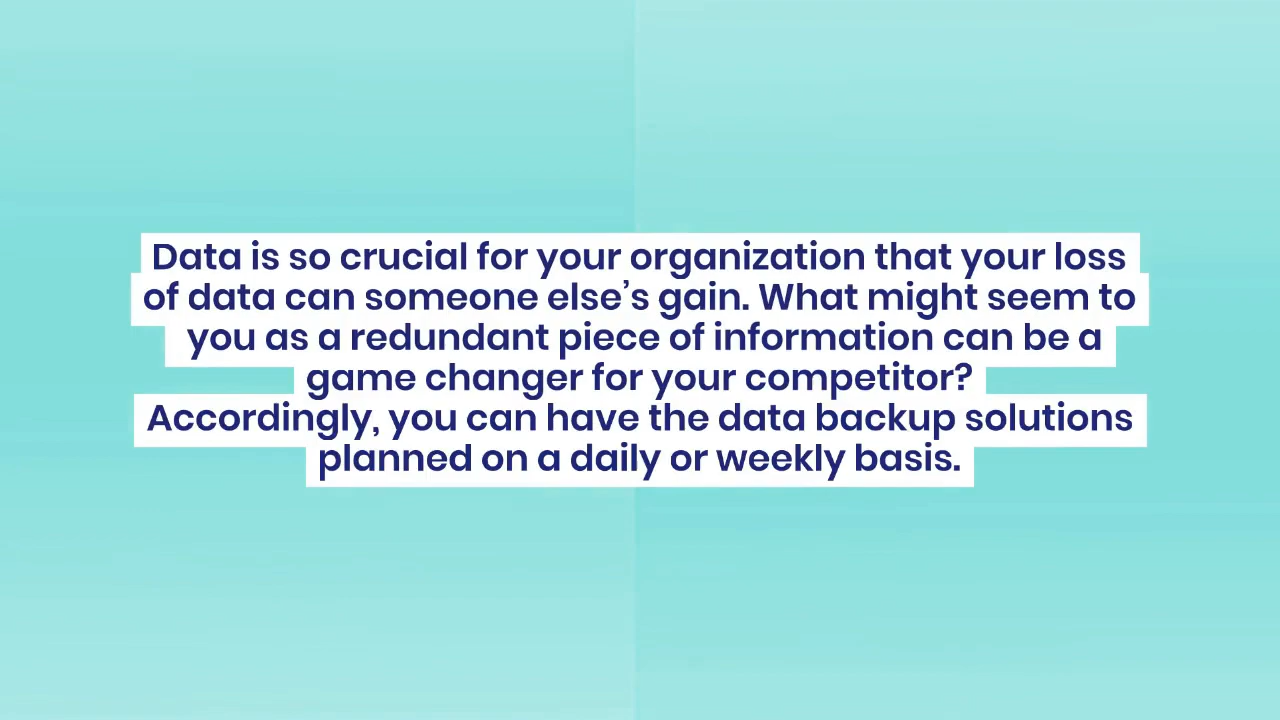 Data is so crucial for your organization that your loss
of data can someone else’s gain. What might seem to
you as a redundant piece of information can be a
game changer for your competitor?
Accordingly, you can have the data backup solutions
planned on a daily or weekly basis.